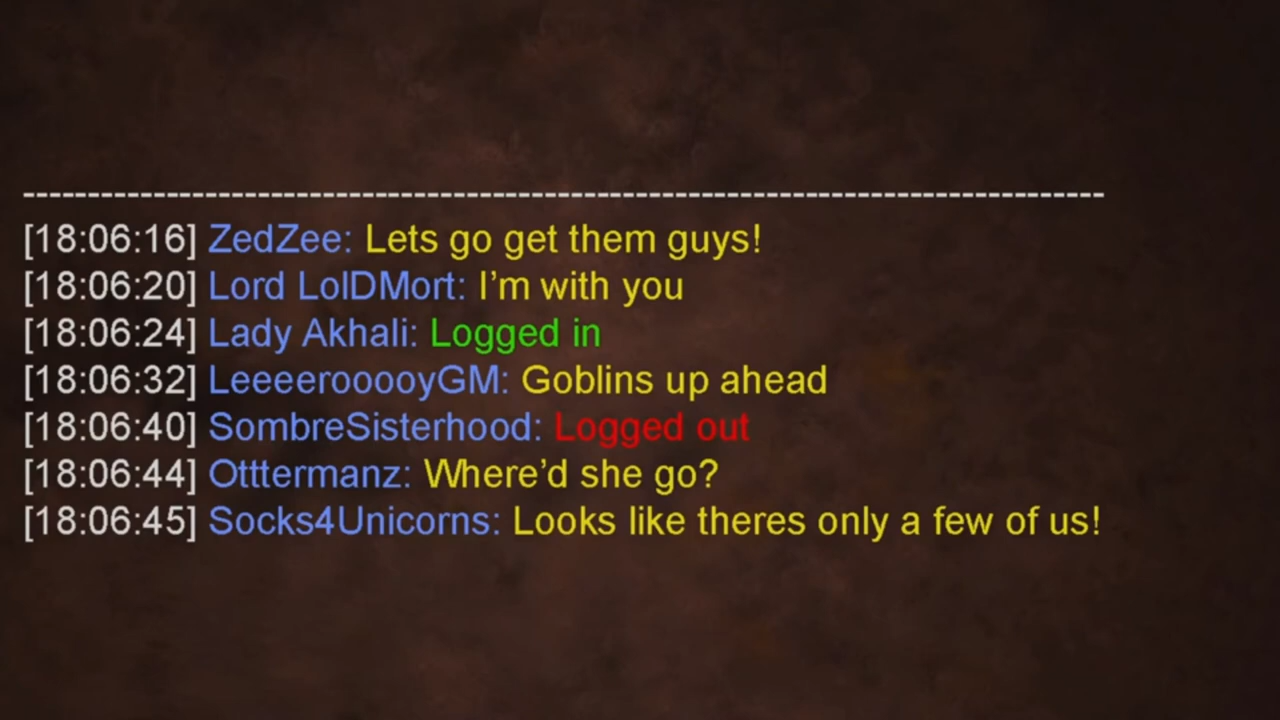 ------------------------------------------------------------------------------------
[18:06:16] ZedZee: Lets go get them guys!
[18:06:20] Lord LolDMort: I’m with you
[18:06:24] Lady Akhali: Logged in
[18:06:32] LeeeerooooyGM: Goblins up ahead
[18:06:40] SombreSisterhood: Logged out
[18:06:44] Otttermanz: Where’d she go?
[18:06:45] Socks4Unicorns: Looks like theres only a few of us!